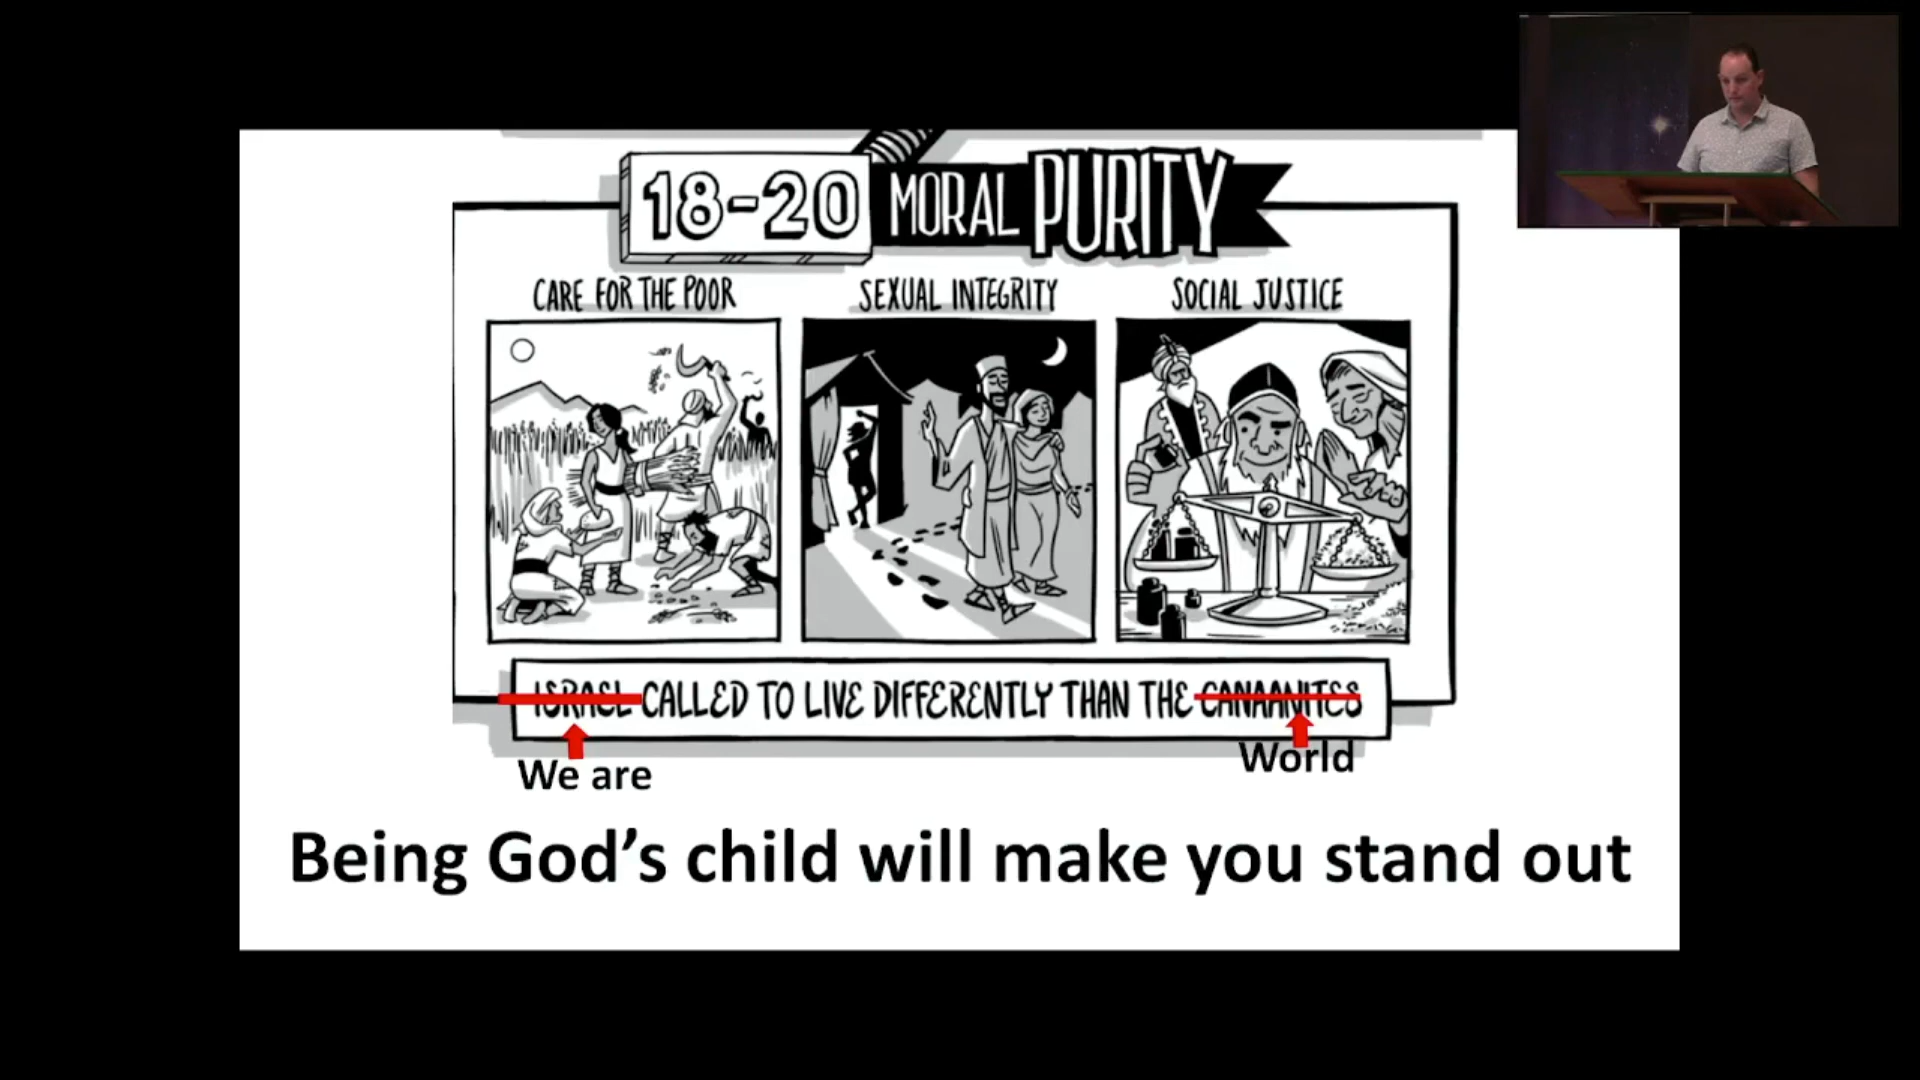 18-20 MORAL PURITY
CARE FOR THE POOR SEXUAL INTEGRITY SOCIAL JUSTICE
ISRAEL CALLED TO LIVE DIFFERENTLY THAN THE CANAANITES
We are World
Being God's child will make you stand out